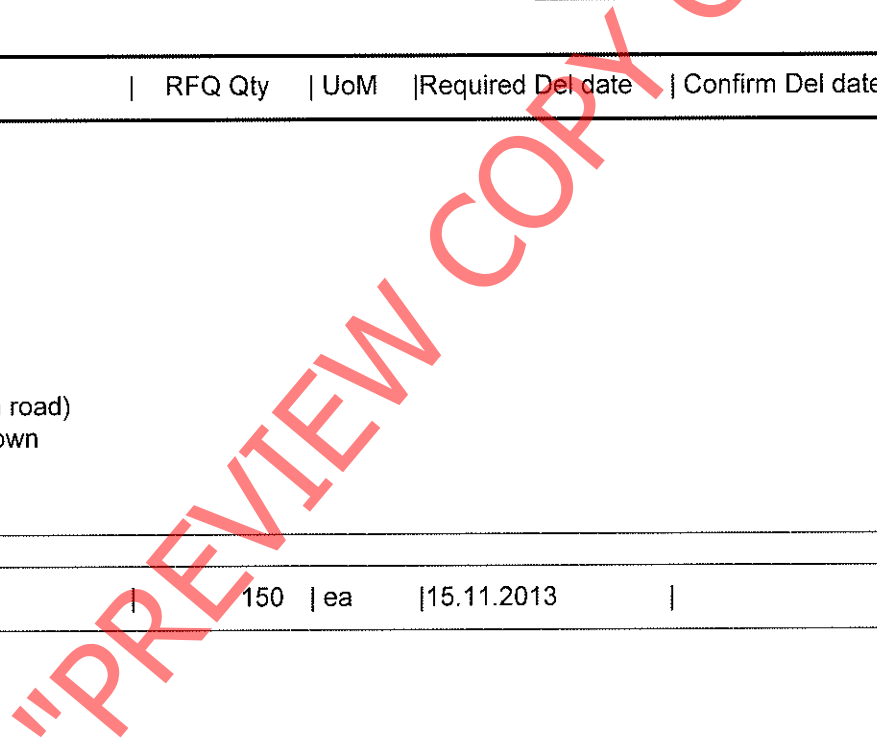 | RFQ Qty | UoM |Required Del date | Confirm Del date
road)
own
| 150 | ea |15.11.2013 |
"PREVIEW COPY